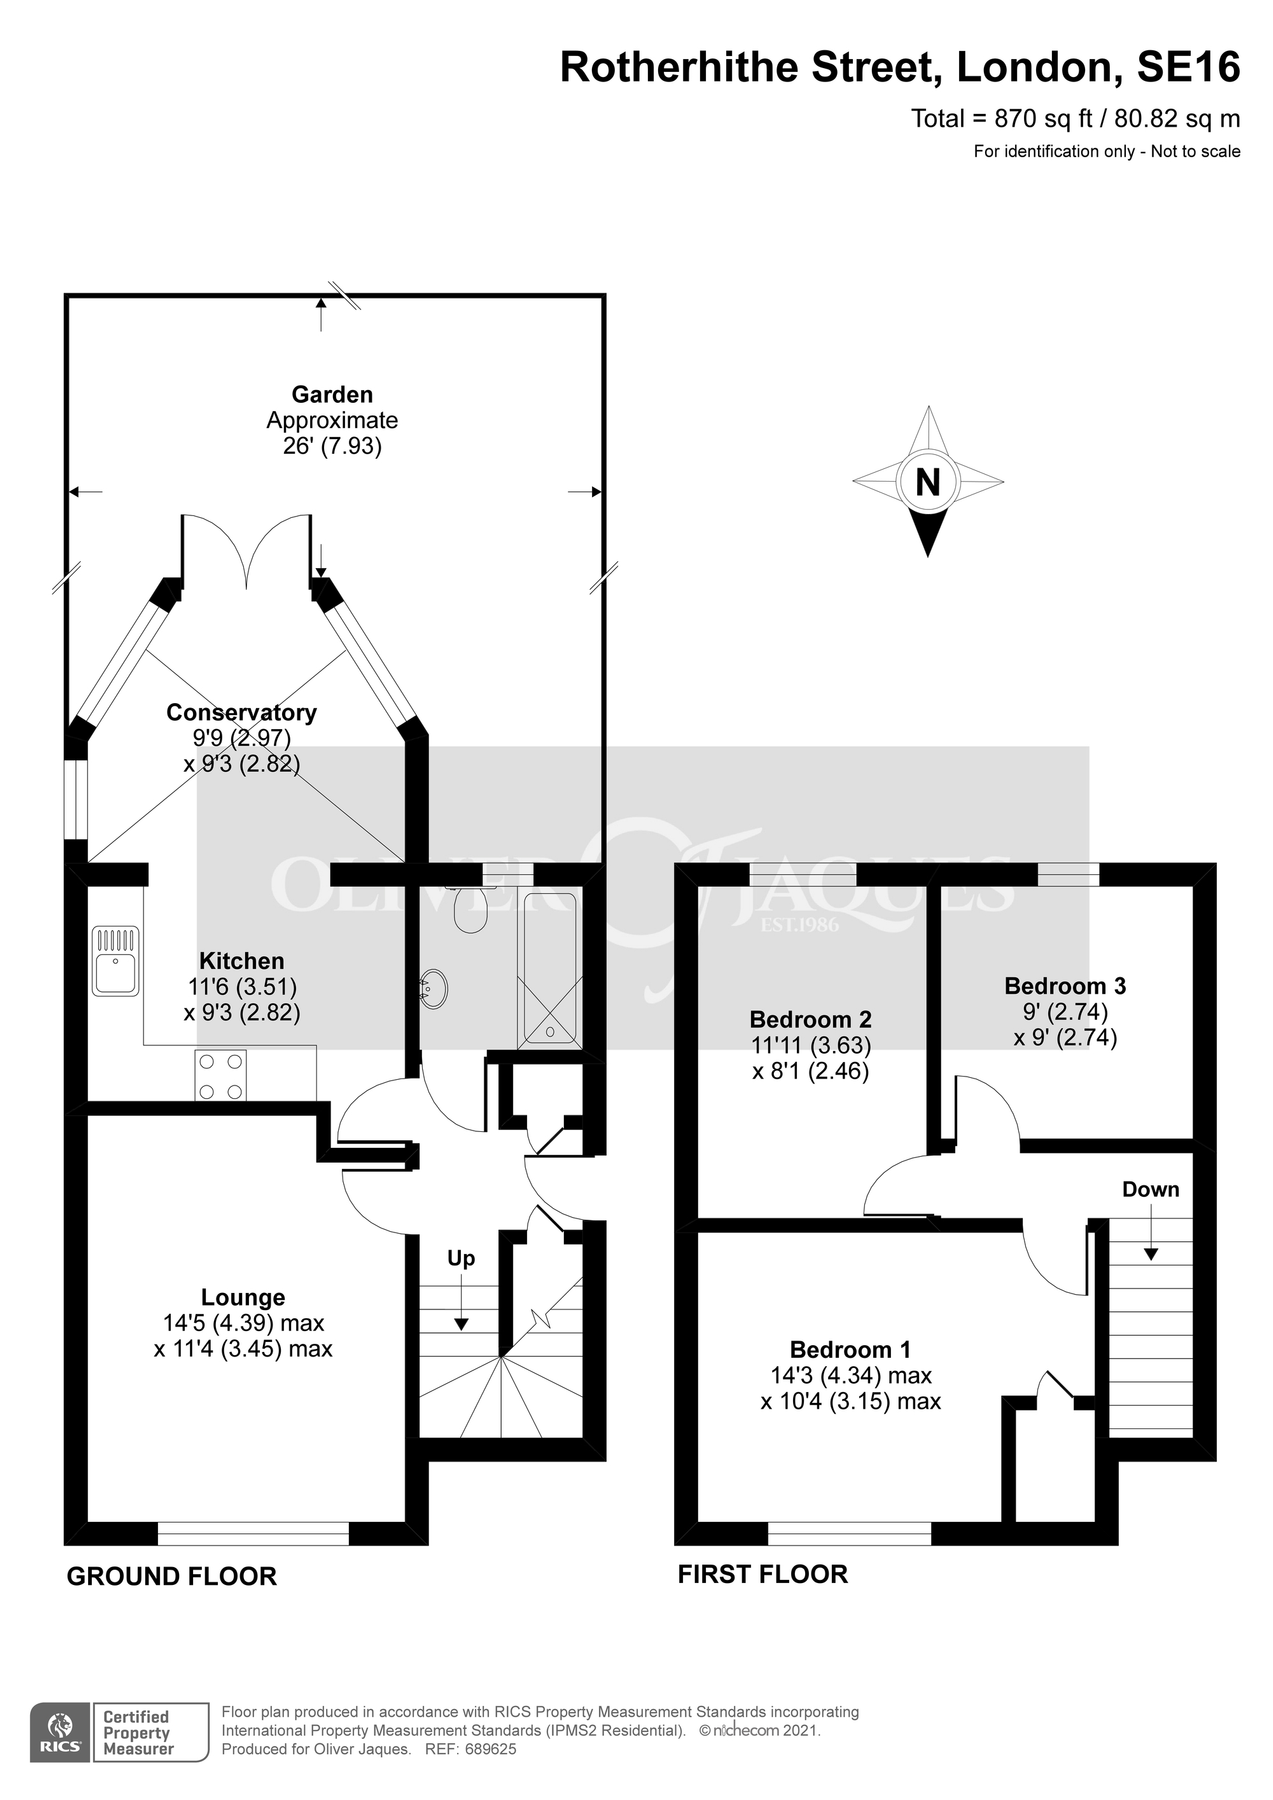 Rotherhithe Street, London, SE16
Total = 870 sq ft / 80.82 sq m
For identification only - Not to scale
Garden
Approximate
26' (7.93)
N
Conservatory
9'9 (2.97)
x 9'3 (2.82)
OLIVER JAQUES
EST.1986
Kitchen
11'6 (3.51)
x 9'3 (2.82)
Bedroom 2
11'11 (3.63)
x 8'1 (2.46)
Bedroom 3
9' (2.74)
x 9' (2.74)
Down
Up
Lounge
14'5 (4.39) max
x 11'4 (3.45) max
Bedroom 1
14'3 (4.34) max
x 10'4 (3.15) max
GROUND FLOOR
FIRST FLOOR
RICS
Certified
Property
Measurer
Floor plan produced in accordance with RICS Property Measurement Standards incorporating
International Property Measurement Standards (IPMS2 Residential). © nichecom 2021.
Produced for Oliver Jaques. REF: 689625